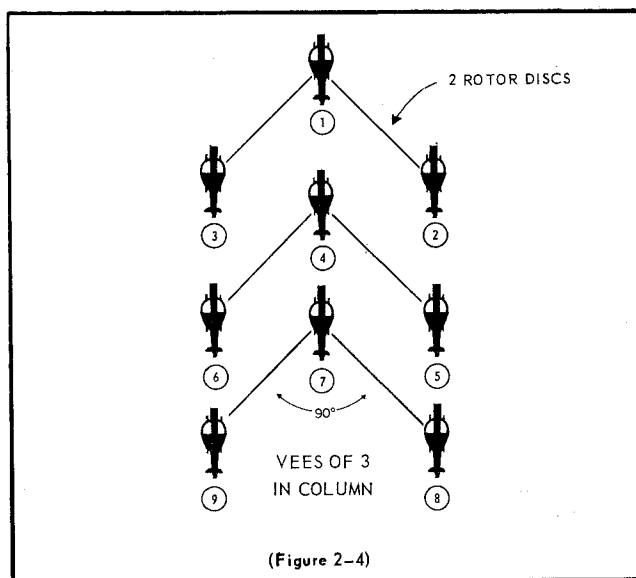 2 ROTOR DISCS
1
3
2
4
6
5
7
90°
9
8
VEES OF 3
IN COLUMN
(Figure 2-4)